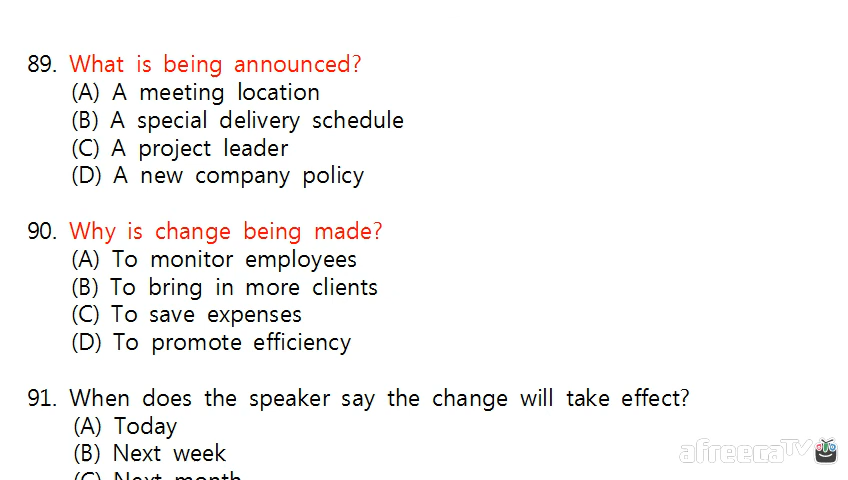 89. What is being announced?
(A) A meeting location
(B) A special delivery schedule
(C) A project leader
(D) A new company policy
90. Why is change being made?
(A) To monitor employees
(B) To bring in more clients
(C) To save expenses
(D) To promote efficiency
91. When does the speaker say the change will take effect?
(A) Today
(B) Next week
(C) Next month
afreecaTV